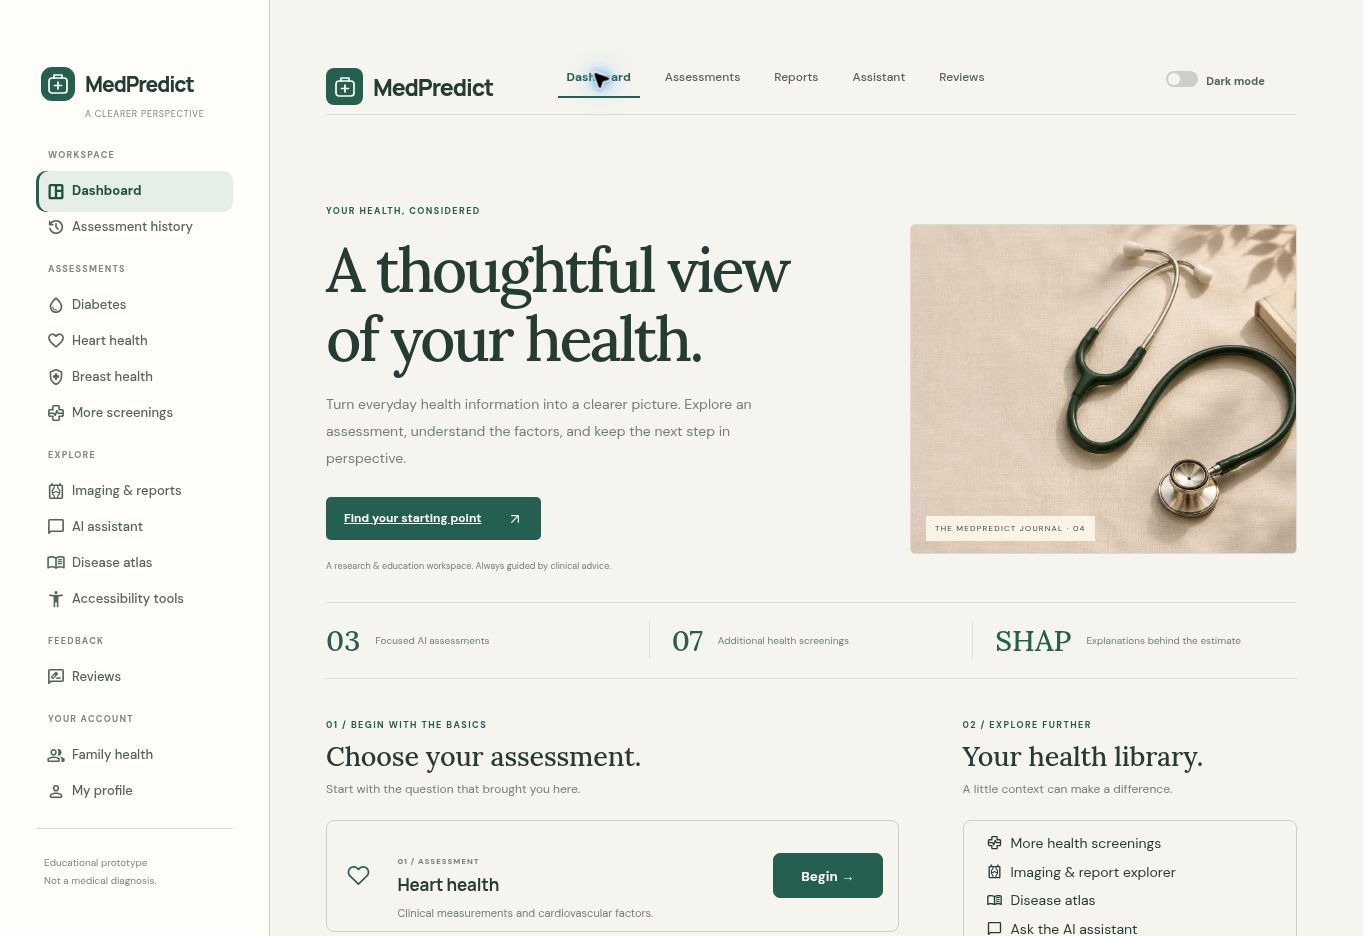 MedPredict
A CLEARER PERSPECTIVE
WORKSPACE
Dashboard
Assessment history
ASSESSMENTS
Diabetes
Heart health
Breast health
More screenings
EXPLORE
Imaging & reports
AI assistant
Disease atlas
Accessibility tools
FEEDBACK
Reviews
YOUR ACCOUNT
Family health
My profile
Educational prototype
Not a medical diagnosis.
MedPredict
Dashboard
Assessments
Reports
Assistant
Reviews
Dark mode
YOUR HEALTH, CONSIDERED
A thoughtful view
of your health.
Turn everyday health information into a clearer picture. Explore an
assessment, understand the factors, and keep the next step in
perspective.
Find your starting point
A research & education workspace. Always guided by clinical advice.
THE MEDPREDICT JOURNAL · 04
03 Focused AI assessments
07 Additional health screenings
SHAP Explanations behind the estimate
01 / BEGIN WITH THE BASICS
Choose your assessment.
Start with the question that brought you here.
01 / ASSESSMENT
Heart health
Clinical measurements and cardiovascular factors.
Begin →
02 / EXPLORE FURTHER
Your health library.
A little context can make a difference.
More health screenings
Imaging & report explorer
Disease atlas
Ask the AI assistant